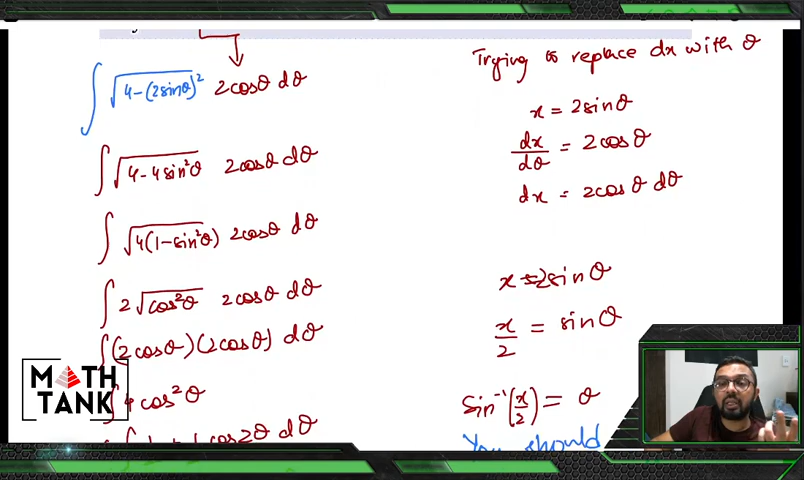 ∫ √4-(2sinθ)² 2cosθ dθ
∫ √4-4sin²θ 2cosθ dθ
∫ √4(1-sin²θ) 2cosθ dθ
∫ 2√cos²θ 2cosθ dθ
∫(2cosθ)(2cosθ) dθ
∫4cos²θ
cos2θ dθ
Trying to replace dx with θ
x = 2sinθ
dx/dθ = 2cosθ
dx = 2cosθ dθ
x = 2sinθ
x/2 = sinθ
sin⁻¹(x/2) = θ
You should
MATH
TANK